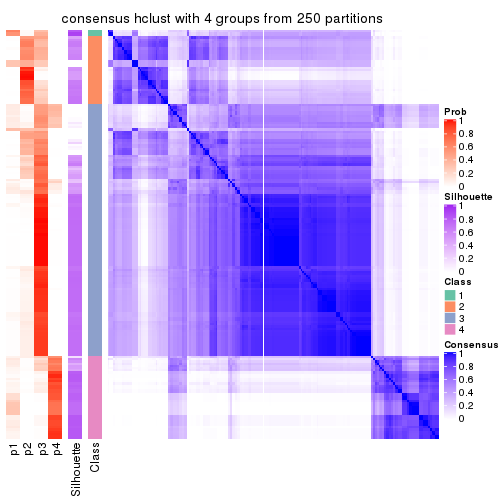 consensus hclust with 4 groups from 250 partitions
Prob
1
0.8
0.6
0.4
0.2
0
Silhouette
1
0.8
0.6
0.4
0.2
0
Class
1
2
3
4
Consensus
1
0.8
0.6
0.4
0.2
0
p1
p2
p3
p4
Silhouette
Class